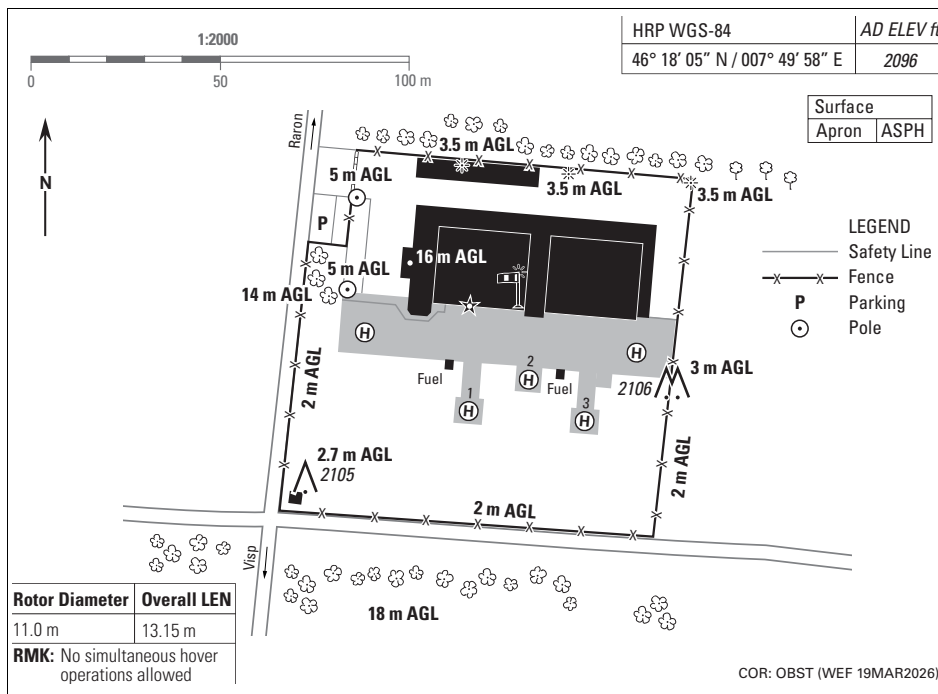 1:2000
0
50
100 m
HRP WGS-84
AD ELEV ft
46° 18’ 05” N / 007° 49’ 58” E
2096
Surface
Apron
ASPH
N
Raron
3.5 m AGL
5 m AGL
3.5 m AGL
3.5 m AGL
P
16 m AGL
5 m AGL
14 m AGL
LEGEND
Safety Line
Fence
P Parking
Pole
H
H
2
H
Fuel
Fuel
1
H
3
H
2106
3 m AGL
2 m AGL
2.7 m AGL
2105
2 m AGL
2 m AGL
Visp
18 m AGL
Rotor Diameter
Overall LEN
11.0 m
13.15 m
RMK: No simultaneous hover
operations allowed
COR: OBST (WEF 19MAR2026)